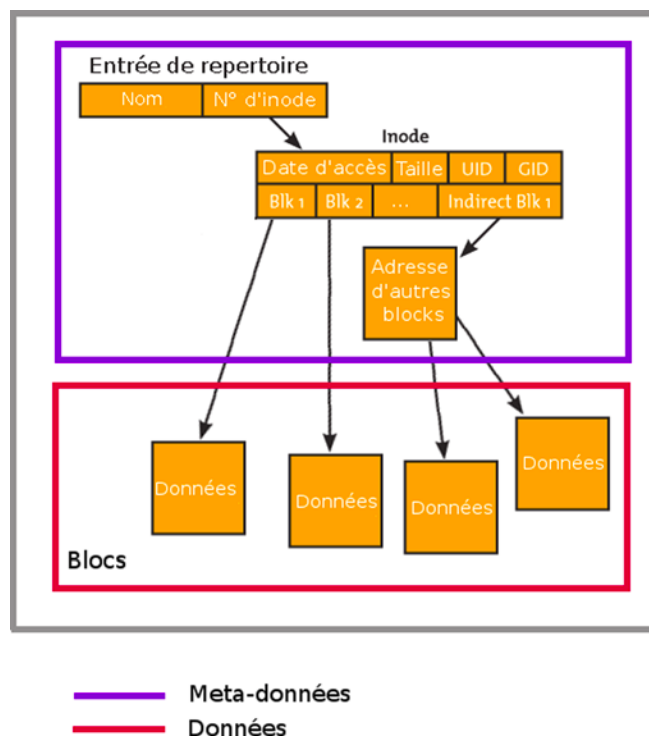 Entrée de repertoire
Nom N° d'inode
Inode
Date d'accès Taille UID GID
Blk 1 Blk 2 ... Indirect Blk 1
Adresse
d'autres
blocks
Données
Données
Données
Données
Blocs
Meta-données
Données